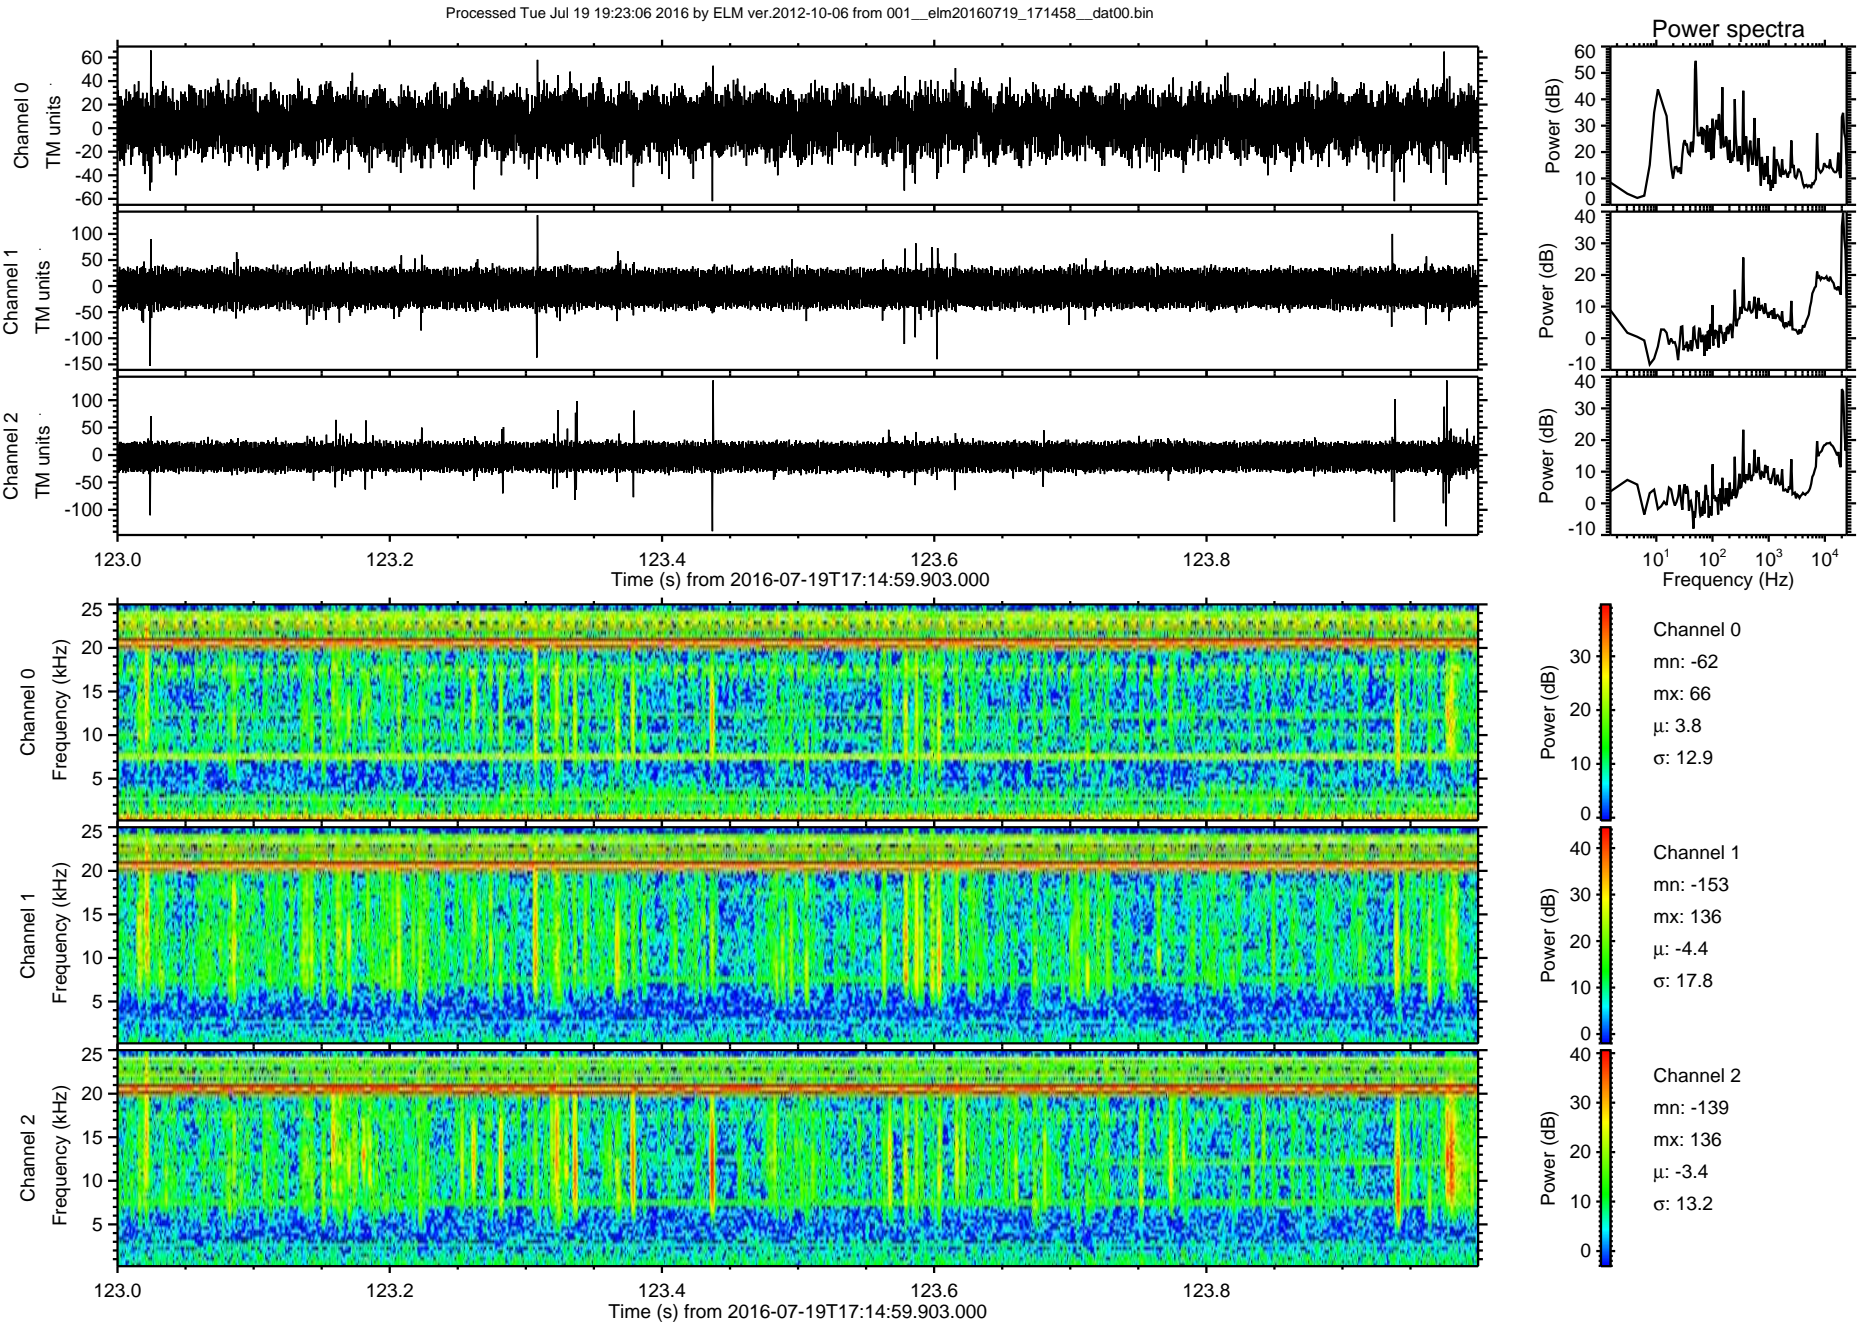 Processed Tue Jul 19 19:23:06 2016 by ELM ver.2012-10-06 from 001__elm20160719_171458__dat00.bin
Power spectra
Channel 0
TM units
60
40
20
0
-20
-40
-60
Power (dB)
60
50
40
30
20
10
0
Channel 1
TM units
100
50
0
-50
-100
-150
Power (dB)
40
30
20
10
0
-10
Channel 2
TM units
100
50
0
-50
-100
Power (dB)
40
30
20
10
0
-10
123.0 123.2 123.4 123.6 123.8
Time (s) from 2016-07-19T17:14:59.903.000
10¹ 10² 10³ 10⁴
Frequency (Hz)
Channel 0
Frequency (kHz)
25
20
15
10
5
Power (dB)
30
20
10
0
Channel 0
mn: -62
mx: 66
μ: 3.8
σ: 12.9
Channel 1
Frequency (kHz)
25
20
15
10
5
Power (dB)
40
30
20
10
0
Channel 1
mn: -153
mx: 136
μ: -4.4
σ: 17.8
Channel 2
Frequency (kHz)
25
20
15
10
5
Power (dB)
40
30
20
10
0
Channel 2
mn: -139
mx: 136
μ: -3.4
σ: 13.2
123.0 123.2 123.4 123.6 123.8
Time (s) from 2016-07-19T17:14:59.903.000